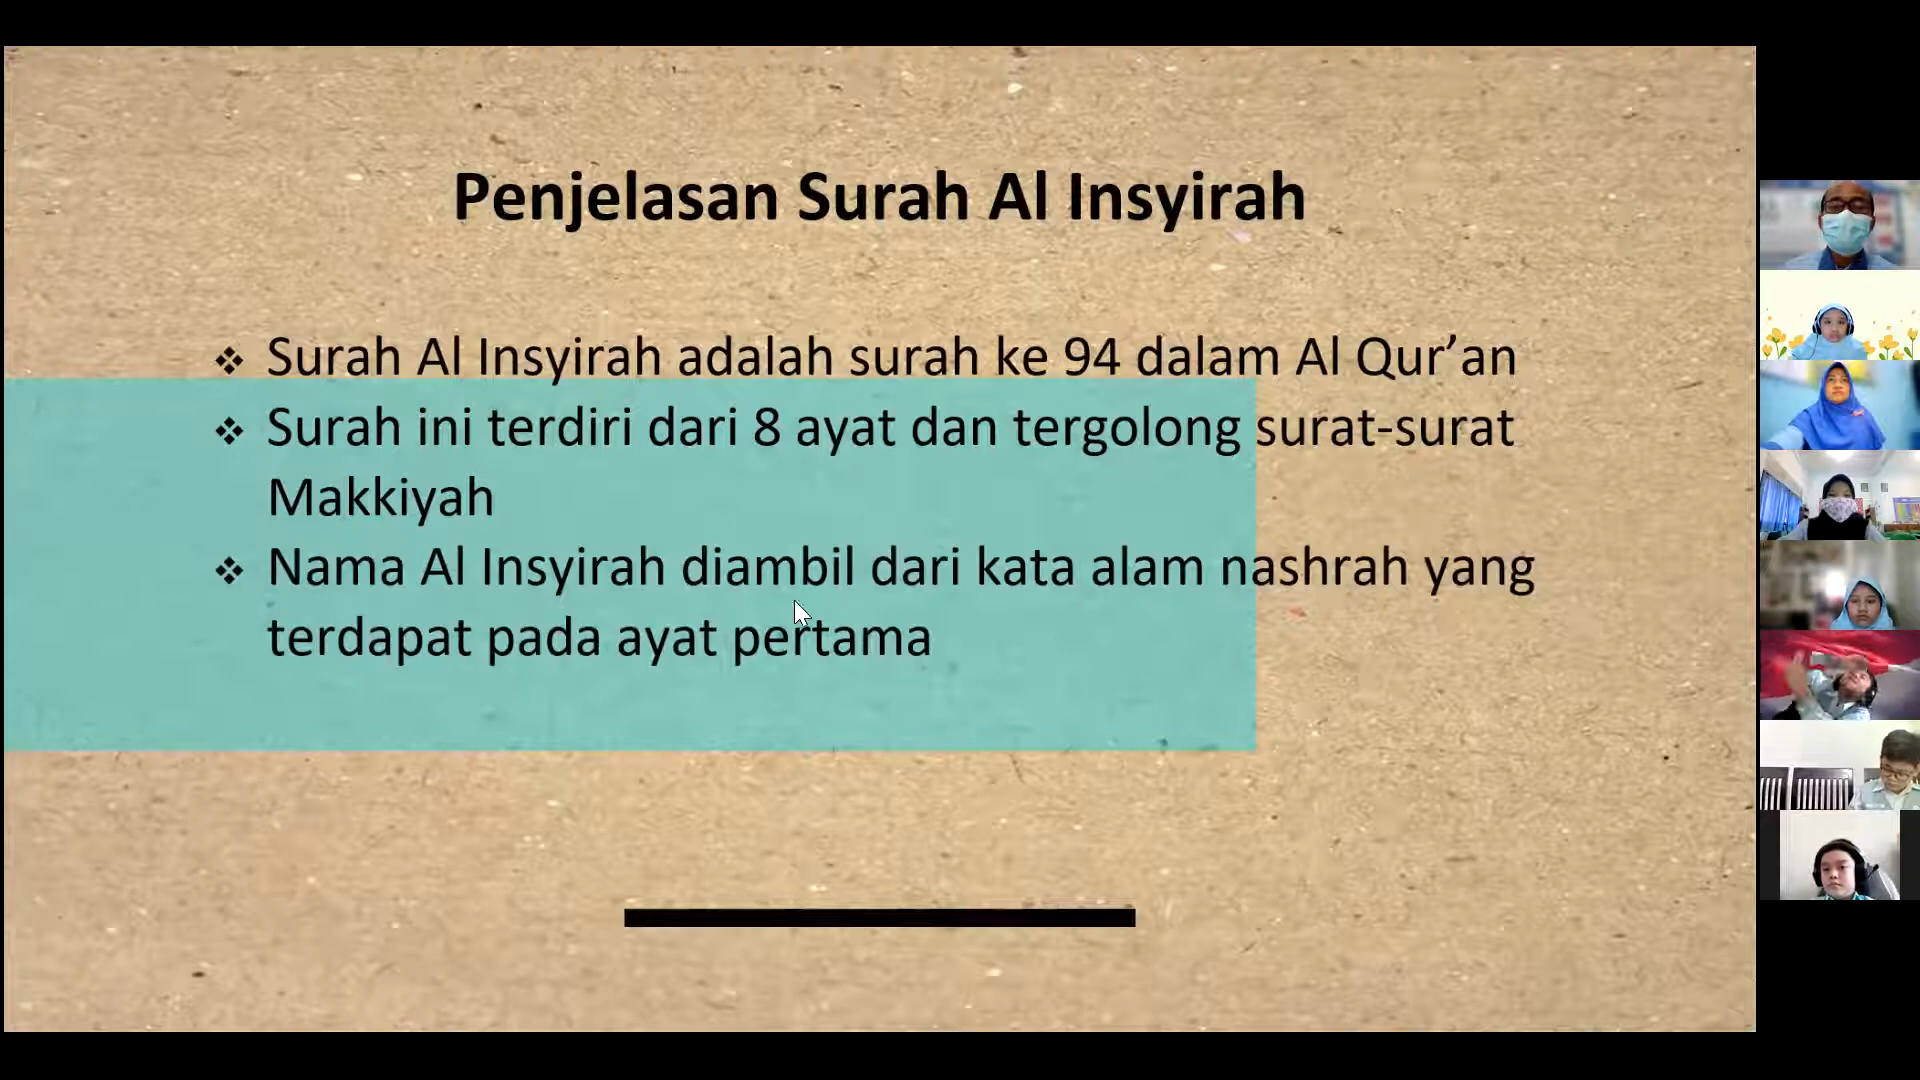 Penjelasan Surah Al Insyirah
❖ Surah Al Insyirah adalah surah ke 94 dalam Al Qur’an
❖ Surah ini terdiri dari 8 ayat dan tergolong surat-surat
Makkiyah
❖ Nama Al Insyirah diambil dari kata alam nashrah yang
terdapat pada ayat pertama